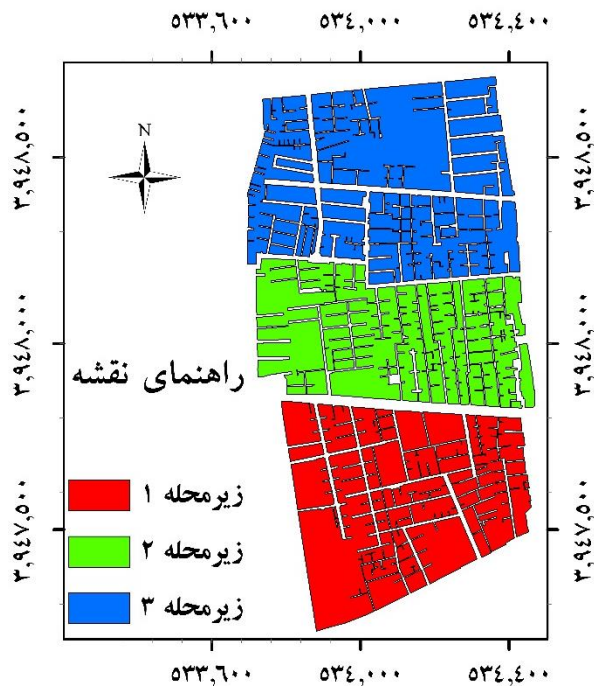 ۵۳۳,۶۰۰ ۵۳۴,۰۰۰ ۵۳۴,۴۰۰
N
۳,۹۴۸,۵۰۰ ۳,۹۴۸,۵۰۰
۳,۹۴۸,۰۰۰ ۳,۹۴۸,۰۰۰
راهنمای نقشه
زیرمحله ۱
زیرمحله ۲
زیرمحله ۳
۳,۹۴۷,۵۰۰ ۳,۹۴۷,۵۰۰
۵۳۳,۶۰۰ ۵۳۴,۰۰۰ ۵۳۴,۴۰۰